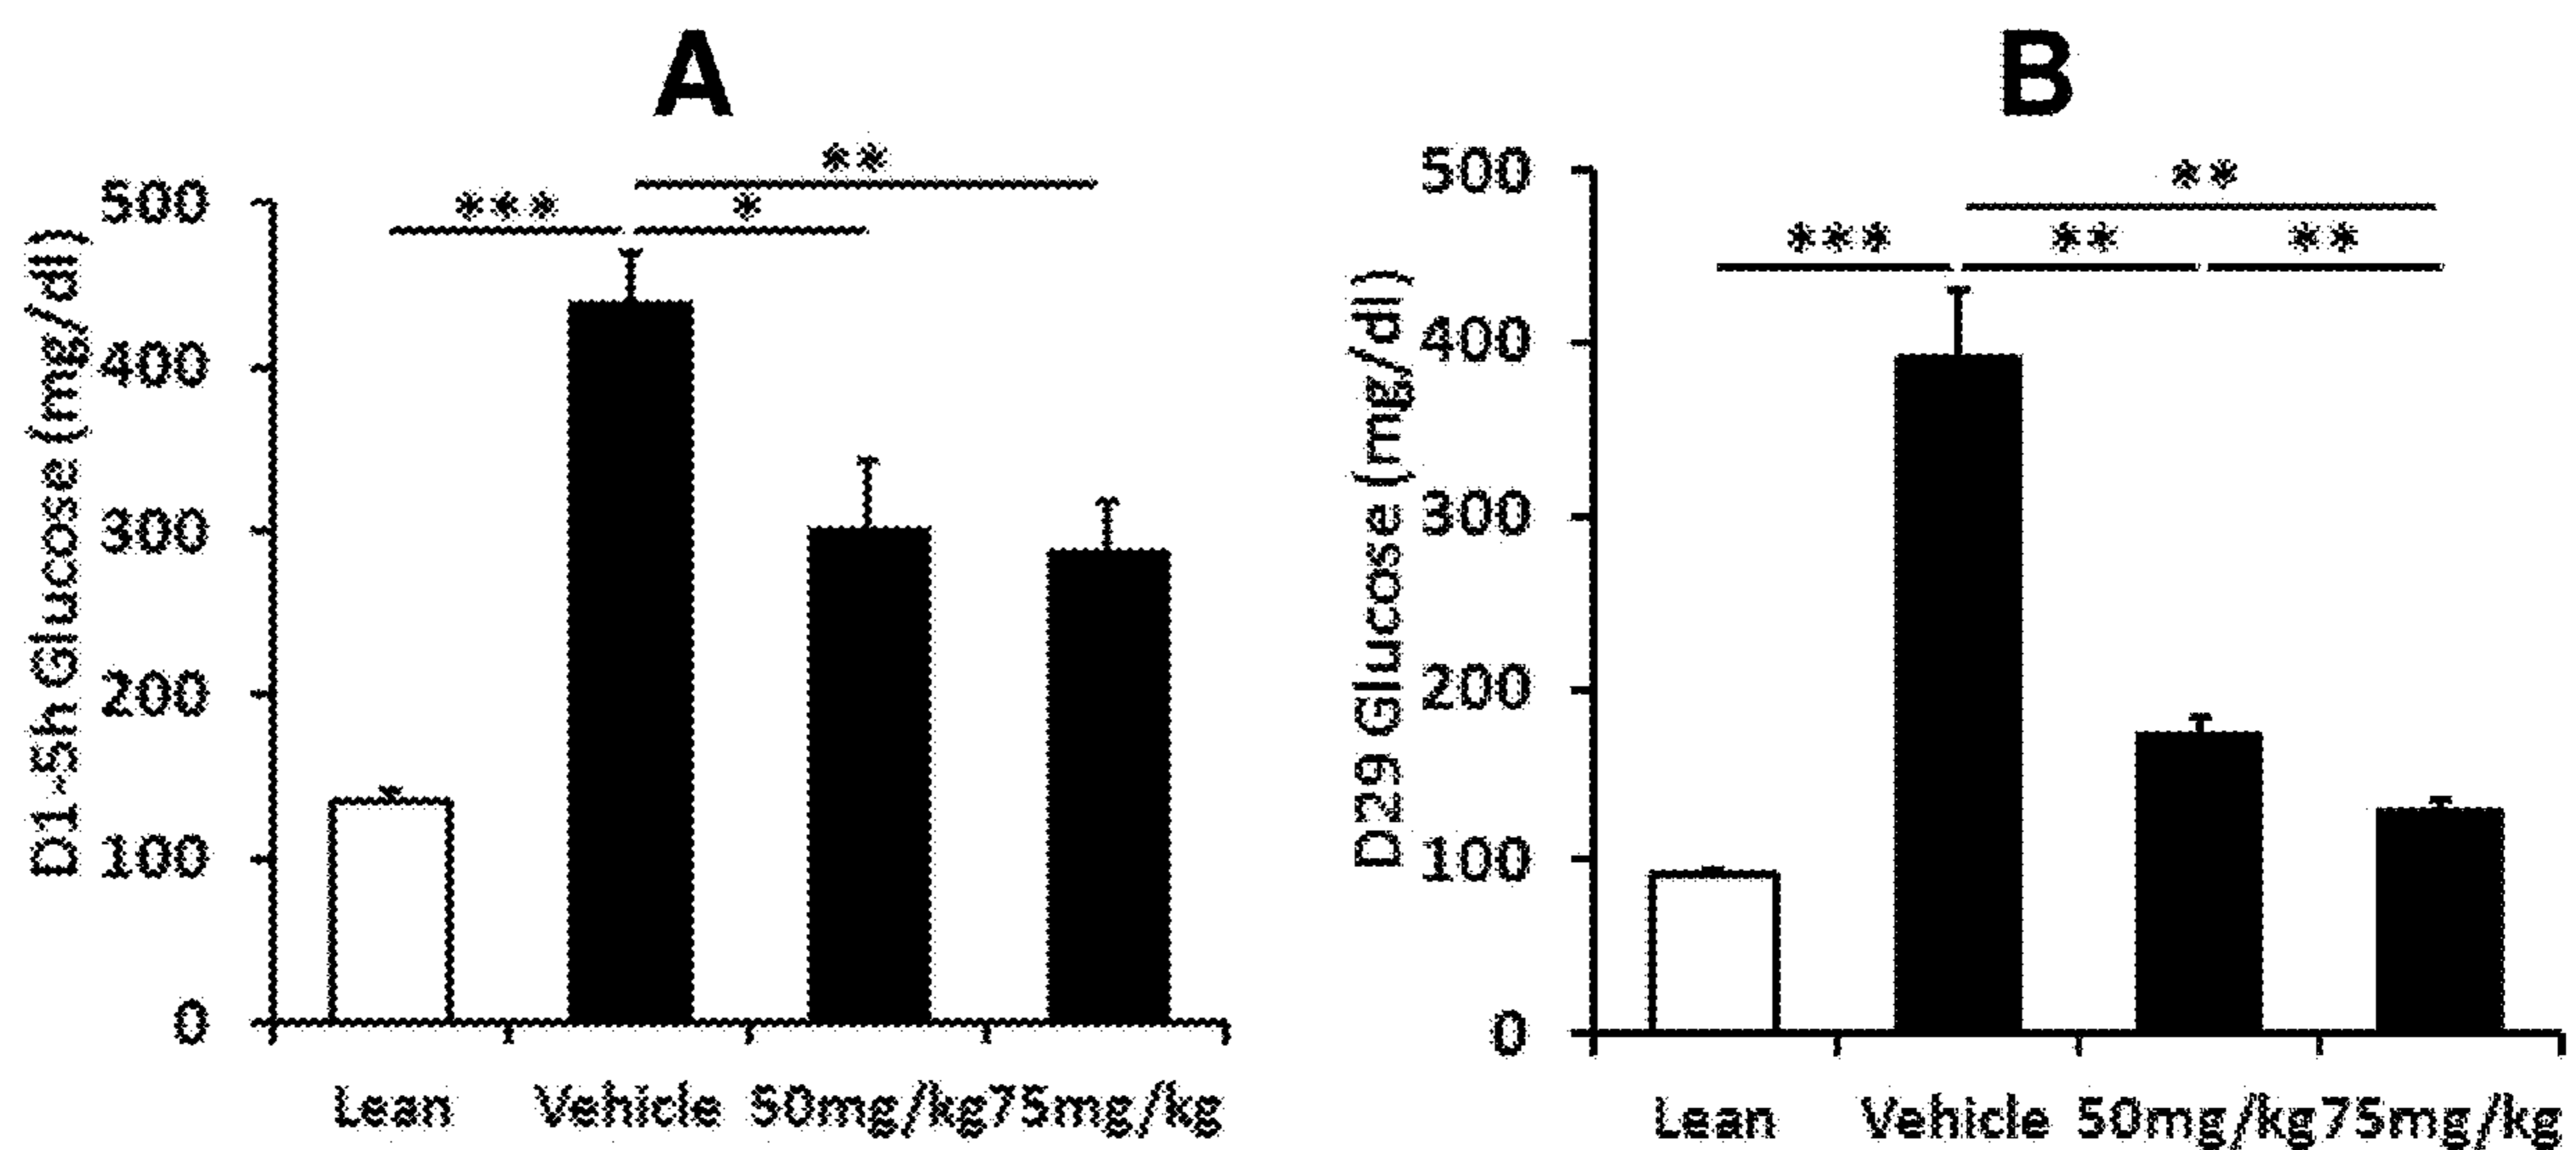 A
**
*** *
500
400
300
200
100
0
D1-5h Glucose (mg/dl)
Lean Vehicle 50mg/kg 75mg/kg
B
**
*** ** **
500
400
300
200
100
0
D29 Glucose (mg/dl)
Lean Vehicle 50mg/kg 75mg/kg